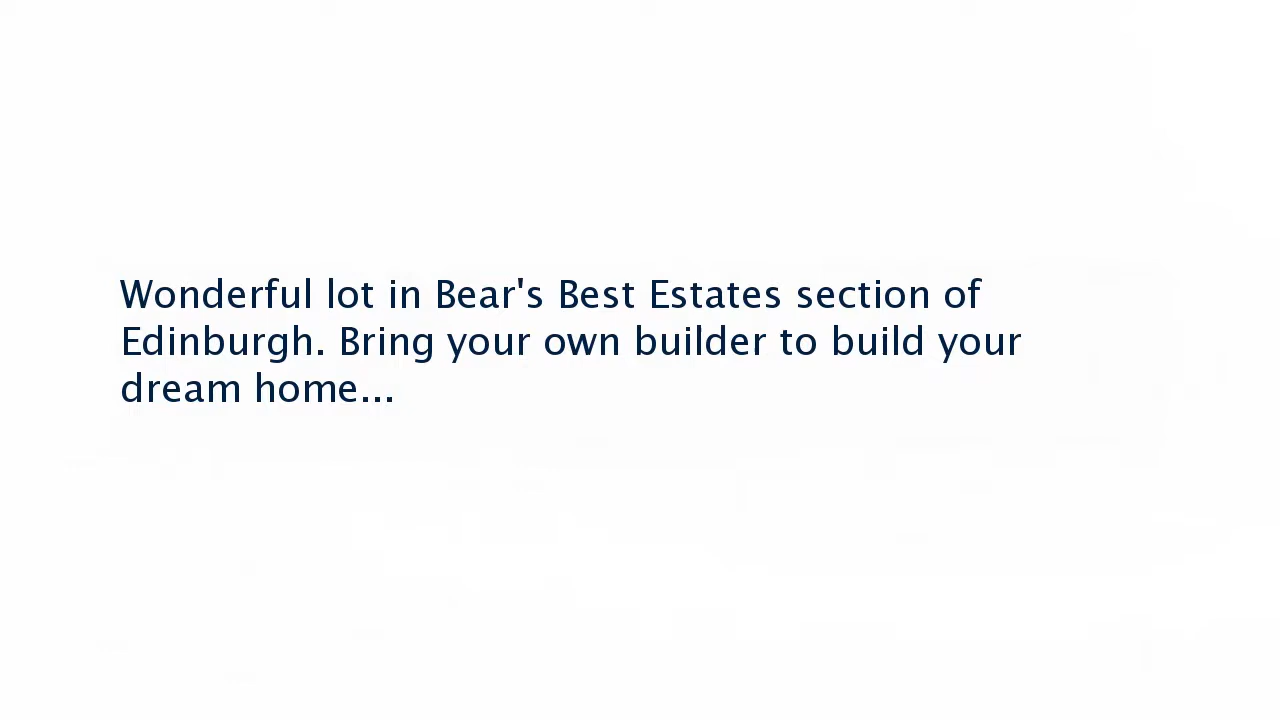 Wonderful lot in Bear's Best Estates section of
Edinburgh. Bring your own builder to build your
dream home...